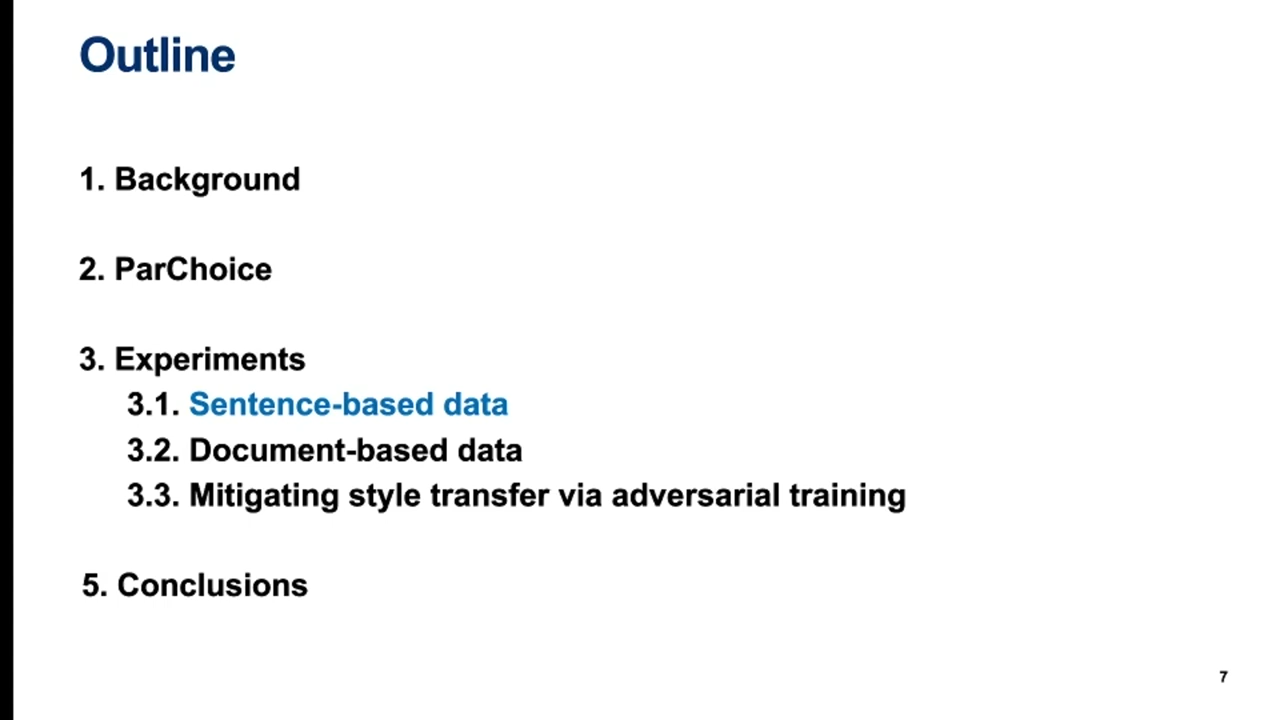 Outline
1. Background
2. ParChoice
3. Experiments
3.1. Sentence-based data
3.2. Document-based data
3.3. Mitigating style transfer via adversarial training
5. Conclusions
7